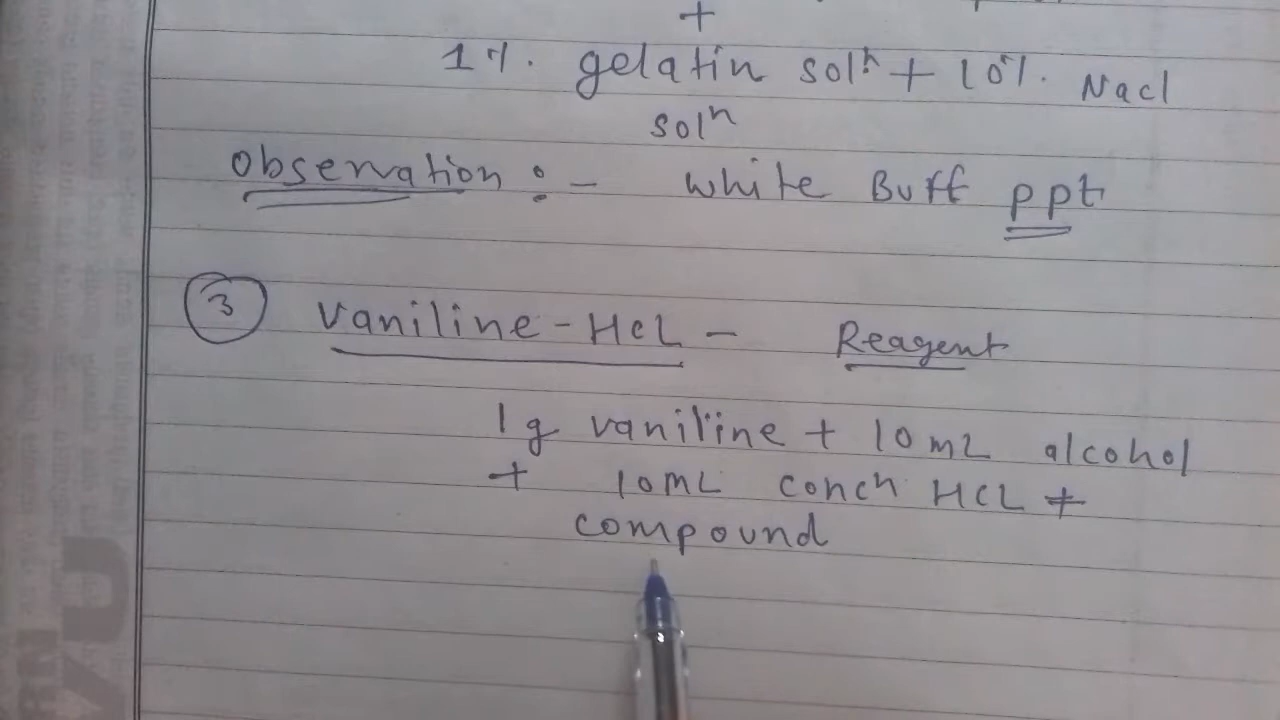 +
1%. gelatin solⁿ + 10%. Nacl
solⁿ
Observation :- White Buff ppt
3 Vaniline-HCL - Reagent
1g vaniline + 10mL alcohol
+ 10mL conch HCL +
compound